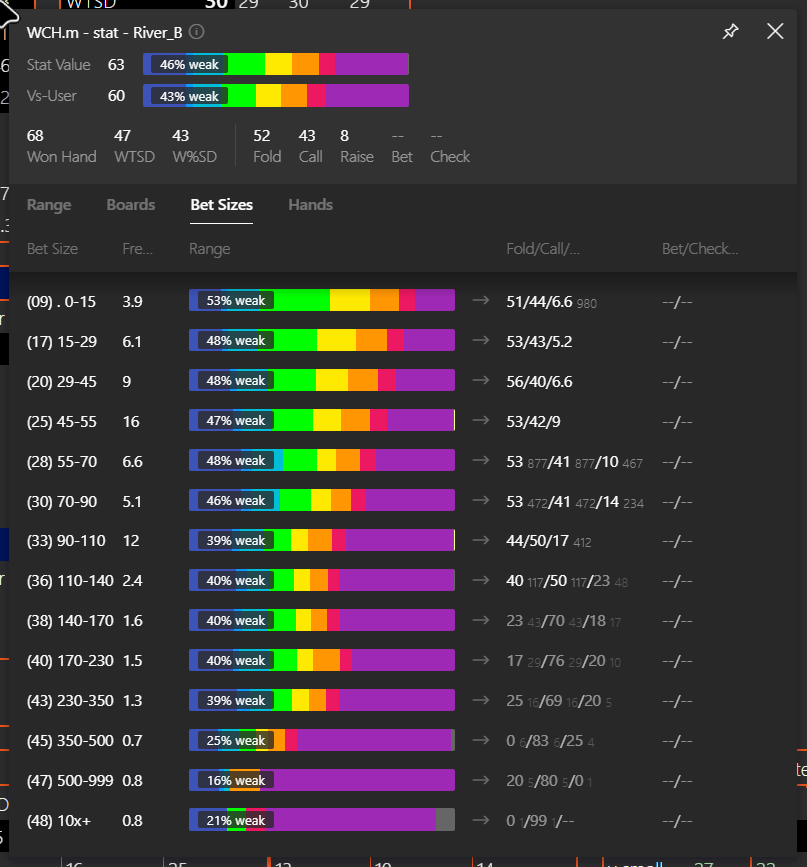 WTSD 30 29 30 29
WCH.m - stat - River_B
Stat Value 63 46% weak
Vs-User 60 43% weak
68 47 43 52 43 8 -- --
Won Hand WTSD W%SD Fold Call Raise Bet Check
Range Boards Bet Sizes Hands
Bet Size Fre... Range Fold/Call/... Bet/Check...
(09) . 0-15 3.9 53% weak → 51/44/6.6 980 --/--
(17) 15-29 6.1 48% weak → 53/43/5.2 --/--
(20) 29-45 9 48% weak → 56/40/6.6 --/--
(25) 45-55 16 47% weak → 53/42/9 --/--
(28) 55-70 6.6 48% weak → 53 877/41 877/10 467 --/--
(30) 70-90 5.1 46% weak → 53 472/41 472/14 234 --/--
(33) 90-110 12 39% weak → 44/50/17 412 --/--
(36) 110-140 2.4 40% weak → 40 117/50 117/23 48 --/--
(38) 140-170 1.6 40% weak → 23 43/70 43/18 17 --/--
(40) 170-230 1.5 40% weak → 17 29/76 29/20 10 --/--
(43) 230-350 1.3 39% weak → 25 16/69 16/20 5 --/--
(45) 350-500 0.7 25% weak → 0 6/83 6/25 4 --/--
(47) 500-999 0.8 16% weak → 20 5/80 5/0 1 --/--
(48) 10x+ 0.8 21% weak → 0 1/99 1/-- --/--